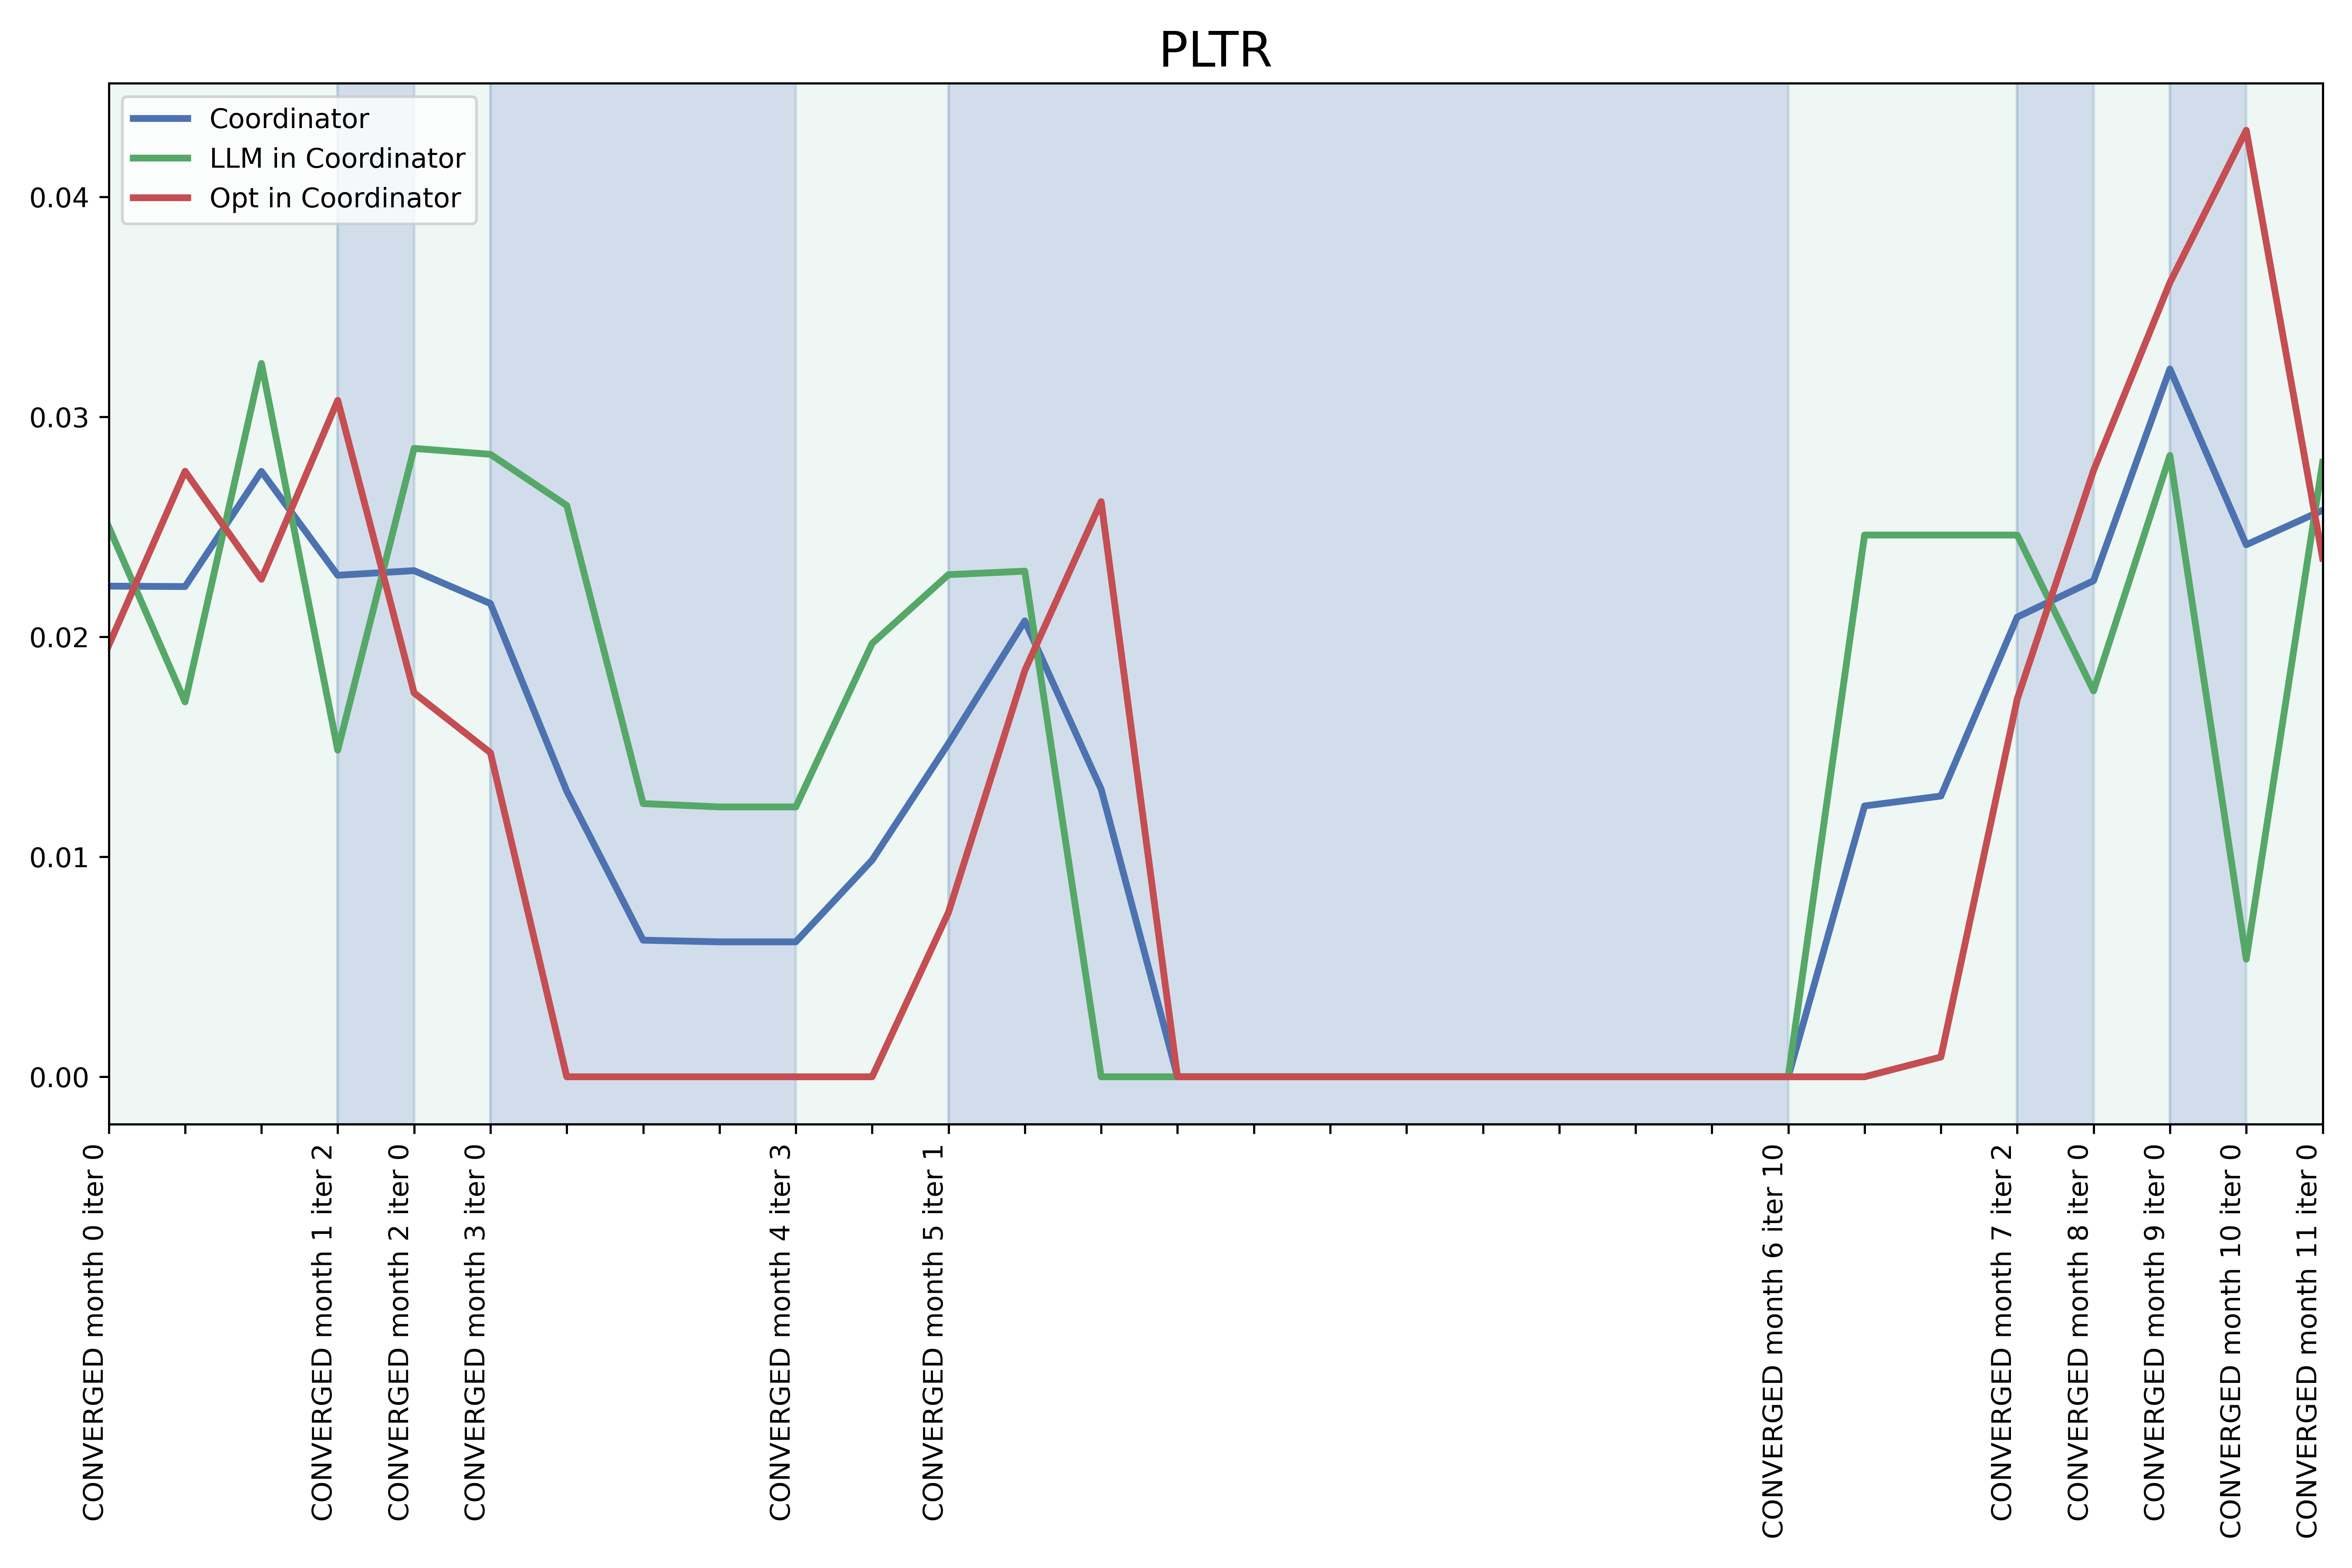 PLTR
Coordinator
LLM in Coordinator
Opt in Coordinator
0.04
0.03
0.02
0.01
0.00
CONVERGED month 0 iter 0
CONVERGED month 1 iter 2
CONVERGED month 2 iter 0
CONVERGED month 3 iter 0
CONVERGED month 4 iter 3
CONVERGED month 5 iter 1
CONVERGED month 6 iter 10
CONVERGED month 7 iter 2
CONVERGED month 8 iter 0
CONVERGED month 9 iter 0
CONVERGED month 10 iter 0
CONVERGED month 11 iter 0